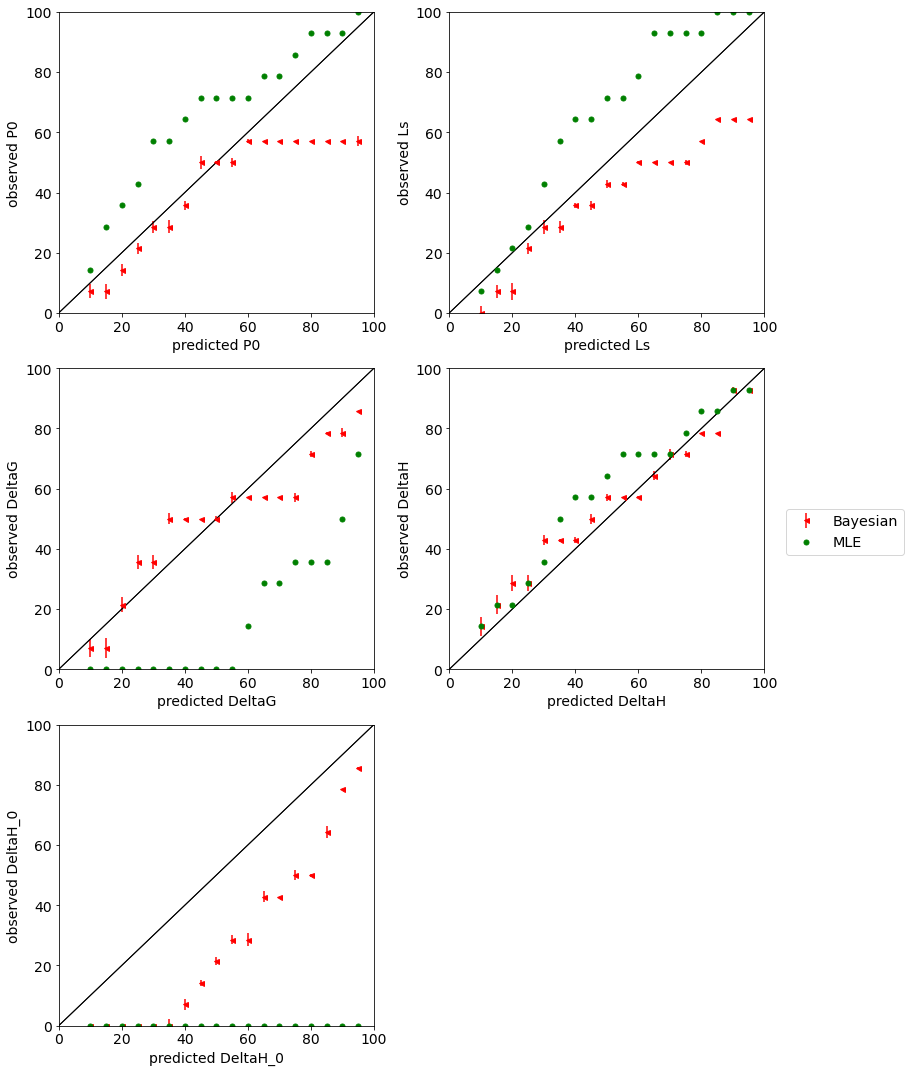 100
80
60
40
20
0
observed P0
0 20 40 60 80 100
predicted P0
100
80
60
40
20
0
observed Ls
0 20 40 60 80 100
predicted Ls
100
80
60
40
20
0
observed DeltaG
0 20 40 60 80 100
predicted DeltaG
100
80
60
40
20
0
observed DeltaH
0 20 40 60 80 100
predicted DeltaH
Bayesian
MLE
100
80
60
40
20
0
observed DeltaH_0
0 20 40 60 80 100
predicted DeltaH_0